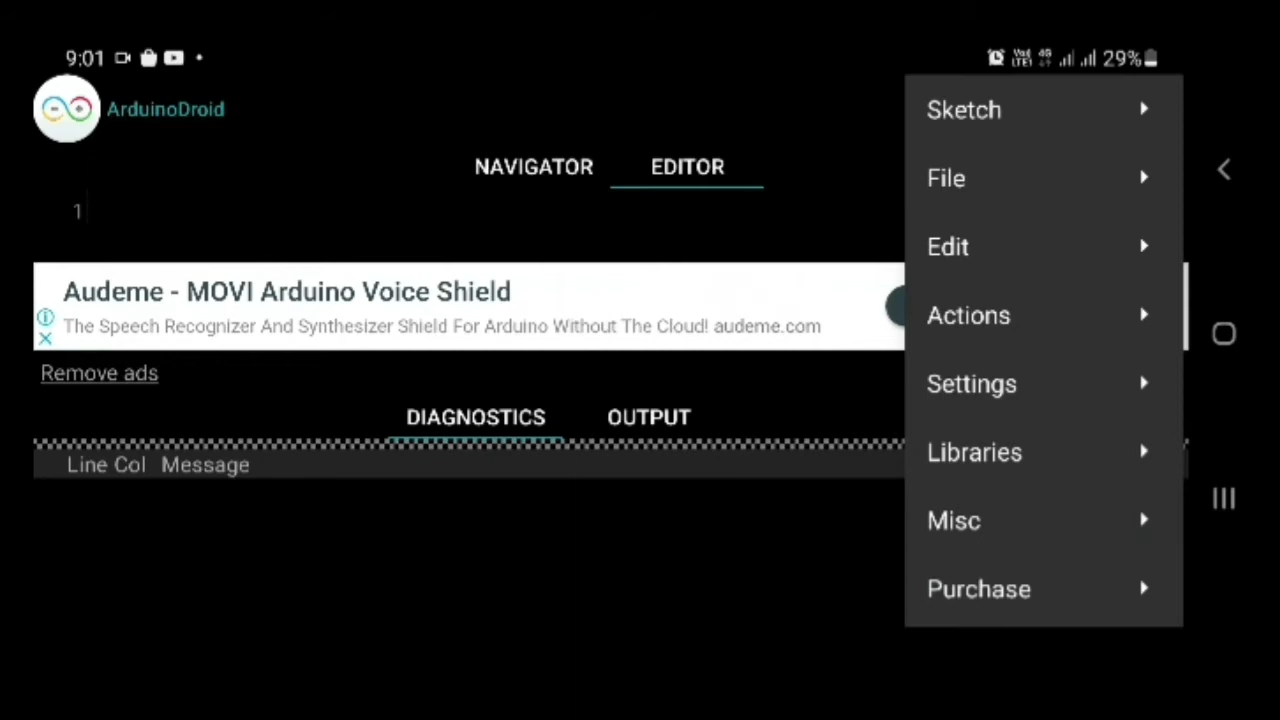 9:01 29%
ArduinoDroid
NAVIGATOR EDITOR
1
Audeme - MOVI Arduino Voice Shield
The Speech Recognizer And Synthesizer Shield For Arduino Without The Cloud! audeme.com
Remove ads
DIAGNOSTICS OUTPUT
Line Col Message
Sketch
File
Edit
Actions
Settings
Libraries
Misc
Purchase